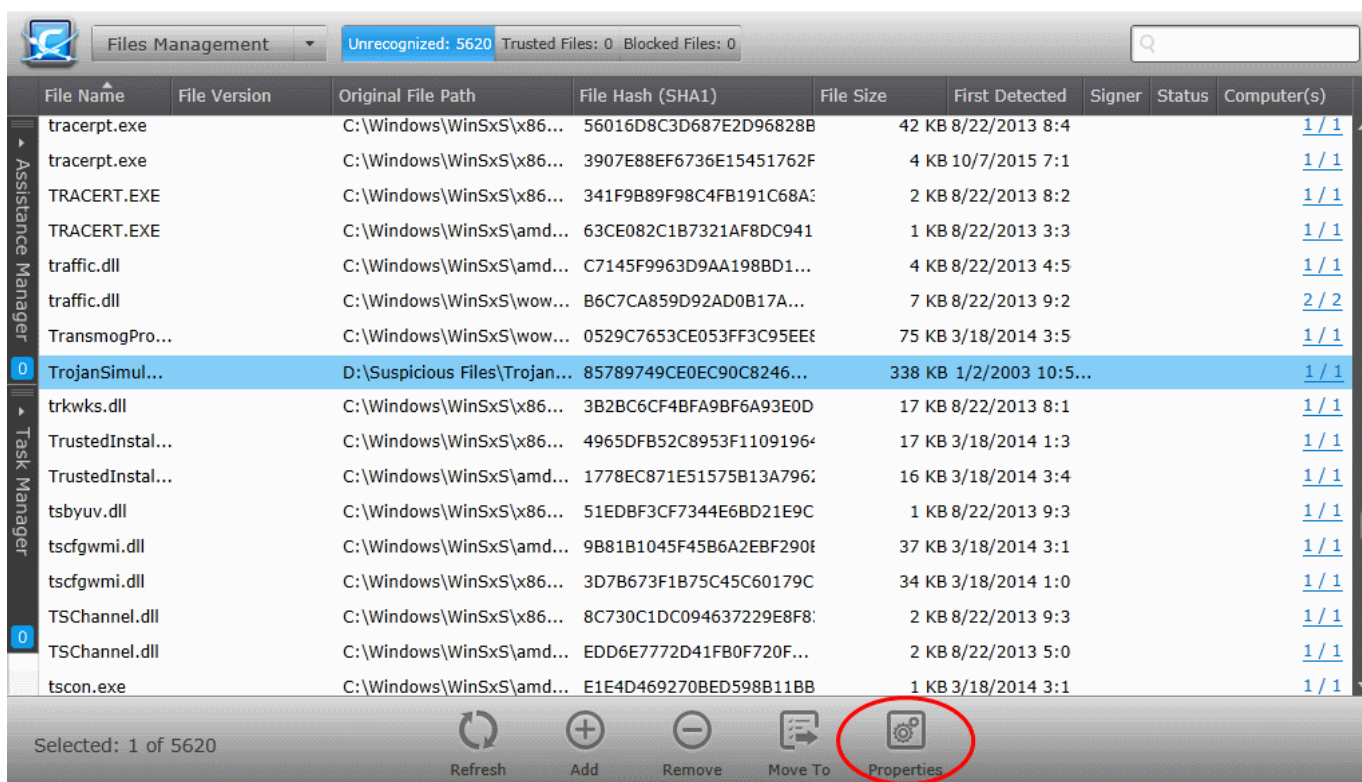 Files Management Unrecognized: 5620 Trusted Files: 0 Blocked Files: 0
File Name File Version Original File Path File Hash (SHA1) File Size First Detected Signer Status Computer(s)
tracerpt.exe C:\Windows\WinSxS\x86... 56016D8C3D687E2D96828B 42 KB 8/22/2013 8:4 1 / 1
tracerpt.exe C:\Windows\WinSxS\x86... 3907E88EF6736E15451762F 4 KB 10/7/2015 7:1 1 / 1
TRACERT.EXE C:\Windows\WinSxS\x86... 341F9B89F98C4FB191C68A3 2 KB 8/22/2013 8:2 1 / 1
TRACERT.EXE C:\Windows\WinSxS\amd... 63CE082C1B7321AF8DC941 1 KB 8/22/2013 3:3 1 / 1
traffic.dll C:\Windows\WinSxS\amd... C7145F9963D9AA198BD1... 4 KB 8/22/2013 4:5 1 / 1
traffic.dll C:\Windows\WinSxS\wow... B6C7CA859D92AD0B17A... 7 KB 8/22/2013 9:2 2 / 2
TransmogPro... C:\Windows\WinSxS\wow... 0529C7653CE053FF3C95EE8 75 KB 3/18/2014 3:5 1 / 1
TrojanSimul... D:\Suspicious Files\Trojan... 85789749CE0EC90C8246... 338 KB 1/2/2003 10:5... 1 / 1
trkwks.dll C:\Windows\WinSxS\x86... 3B2BC6CF4BFA9BF6A93E0D 17 KB 8/22/2013 8:1 1 / 1
TrustedInstal... C:\Windows\WinSxS\x86... 4965DFB52C8953F11091964 17 KB 3/18/2014 1:3 1 / 1
TrustedInstal... C:\Windows\WinSxS\amd... 1778EC871E51575B13A7962 16 KB 3/18/2014 3:4 1 / 1
tsbyuv.dll C:\Windows\WinSxS\x86... 51EDBF3CF7344E6BD21E9C 1 KB 8/22/2013 9:3 1 / 1
tscfgwmi.dll C:\Windows\WinSxS\amd... 9B81B1045F45B6A2EBF290E 37 KB 3/18/2014 3:1 1 / 1
tscfgwmi.dll C:\Windows\WinSxS\x86... 3D7B673F1B75C45C60179C 34 KB 3/18/2014 1:0 1 / 1
TSChannel.dll C:\Windows\WinSxS\x86... 8C730C1DC094637229E8F8 2 KB 8/22/2013 9:3 1 / 1
TSChannel.dll C:\Windows\WinSxS\amd... EDD6E7772D41FB0F720F... 2 KB 8/22/2013 5:0 1 / 1
tscon.exe C:\Windows\WinSxS\amd... E1E4D469270BED598B11BB 1 KB 3/18/2014 3:1 1 / 1
Assistance Manager
0
Task Manager
0
Selected: 1 of 5620
Refresh Add Remove Move To Properties